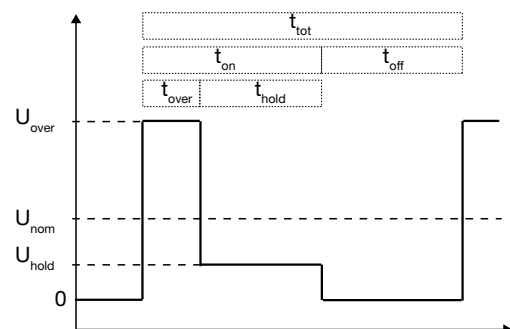 t_tot
t_on t_off
t_over t_hold
U_over
U_nom
U_hold
0